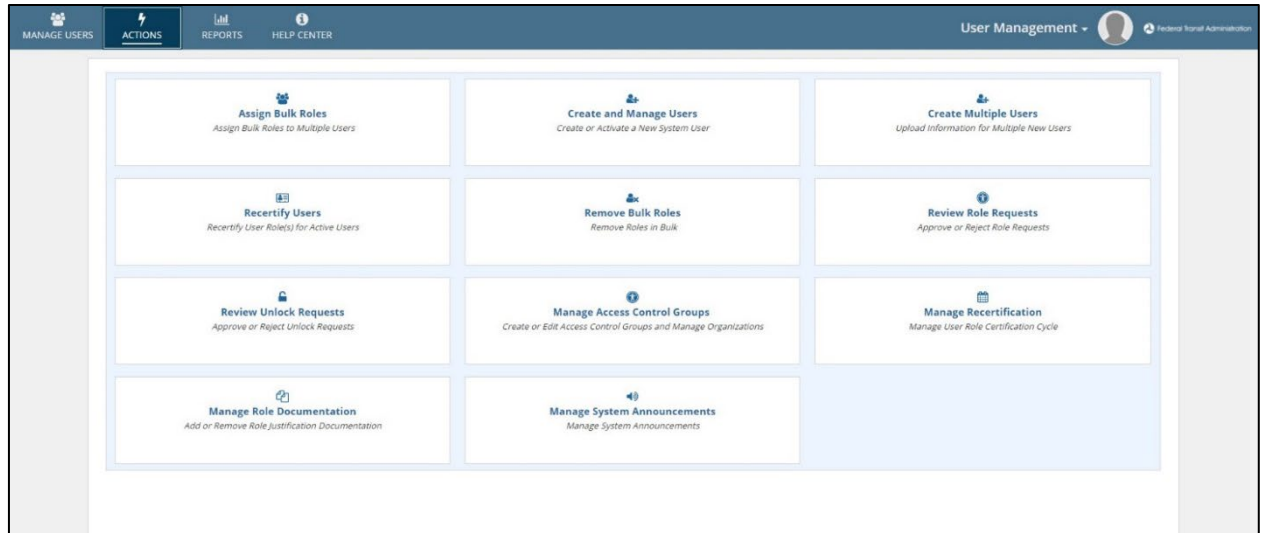 MANAGE USERS
ACTIONS
REPORTS
HELP CENTER
User Management
Federal Transit Administration
Assign Bulk Roles
Assign Bulk Roles to Multiple Users
Create and Manage Users
Create or Activate a New System User
Create Multiple Users
Upload Information for Multiple New Users
Recertify Users
Recertify User Role(s) for Active Users
Remove Bulk Roles
Remove Roles in Bulk
Review Role Requests
Approve or Reject Role Requests
Review Unlock Requests
Approve or Reject Unlock Requests
Manage Access Control Groups
Create or Edit Access Control Groups and Manage Organizations
Manage Recertification
Manage User Role Certification Cycle
Manage Role Documentation
Add or Remove Role Justification Documentation
Manage System Announcements
Manage System Announcements